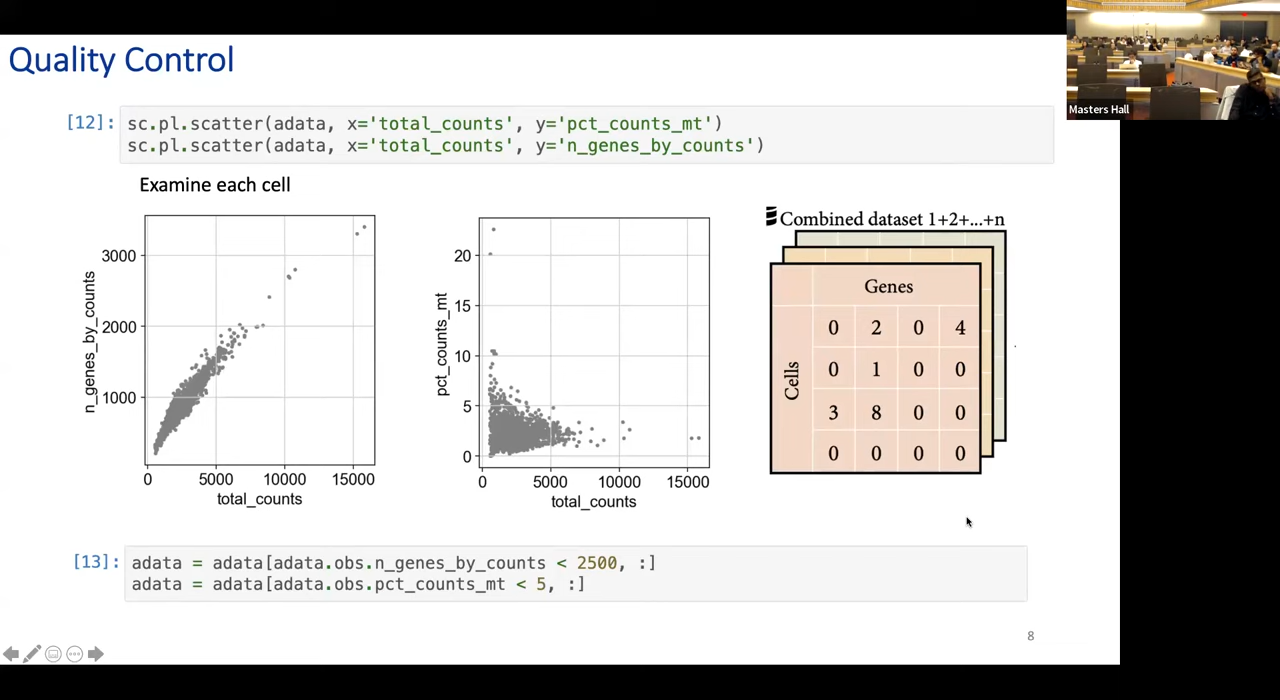 Quality Control
Masters Hall
[12]:
sc.pl.scatter(adata, x='total_counts', y='pct_counts_mt')
sc.pl.scatter(adata, x='total_counts', y='n_genes_by_counts')
Examine each cell
n_genes_by_counts
3000
2000
1000
0 5000 10000 15000
total_counts
pct_counts_mt
20
15
10
5
0
0 5000 10000 15000
total_counts
Combined dataset 1+2+...+n
Genes
Cells
0 2 0 4
0 1 0 0
3 8 0 0
0 0 0 0
[13]:
adata = adata[adata.obs.n_genes_by_counts < 2500, :]
adata = adata[adata.obs.pct_counts_mt < 5, :]
8